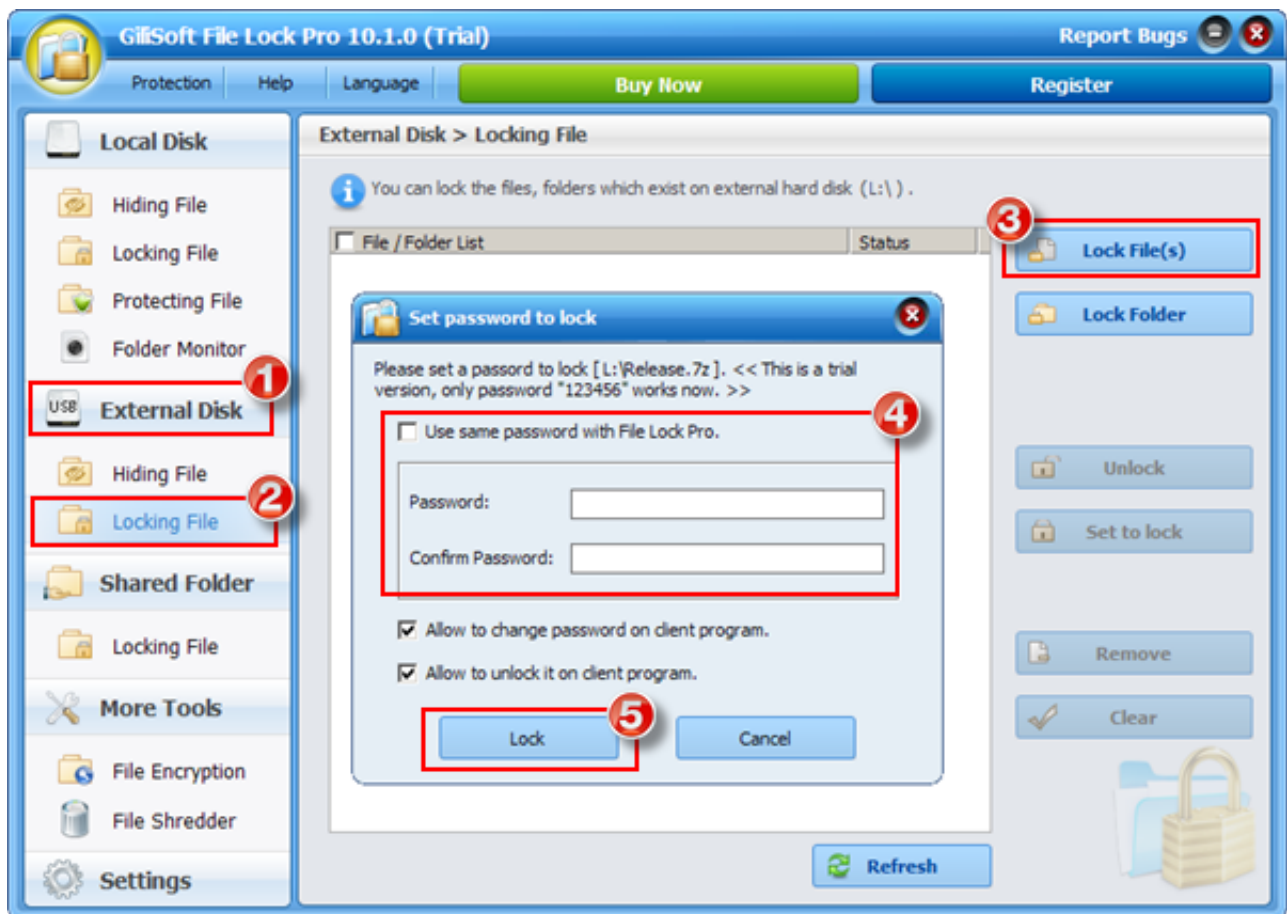 GiliSoft File Lock Pro 10.1.0 (Trial)
Report Bugs
Protection
Help
Language
Buy Now
Register
Local Disk
Hiding File
Locking File
Protecting File
Folder Monitor
1
USB
External Disk
Hiding File
2
Locking File
Shared Folder
Locking File
More Tools
File Encryption
File Shredder
Settings
External Disk > Locking File
You can lock the files, folders which exist on external hard disk (L:\) .
File / Folder List
Status
3
Lock File(s)
Lock Folder
Unlock
Set to lock
Remove
Clear
Set password to lock
Please set a passord to lock [ L:\Release.7z ]. << This is a trial
version, only password "123456" works now. >>
4
Use same password with File Lock Pro.
Password:
Confirm Password:
Allow to change password on client program.
Allow to unlock it on client program.
5
Lock
Cancel
Refresh